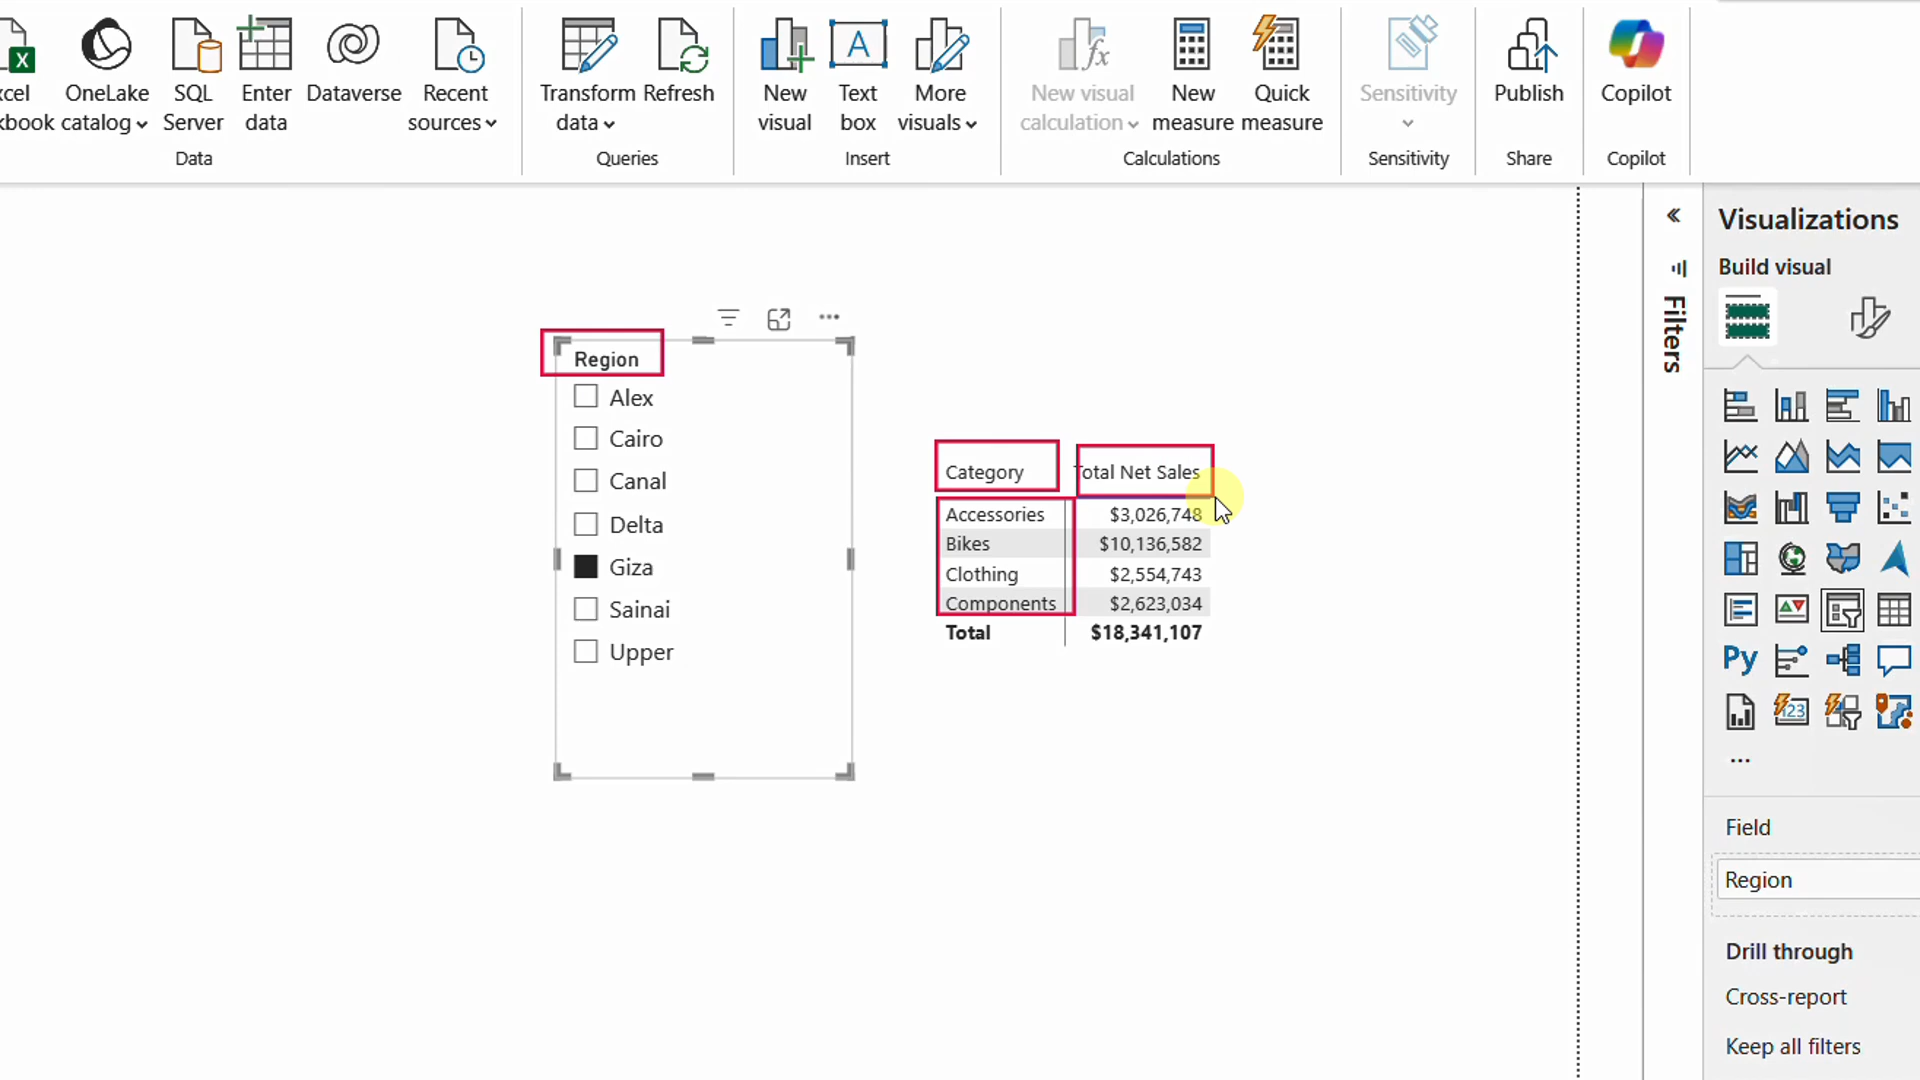 xcel
kbook
OneLake
catalog
SQL
Server
Enter
data
Dataverse
Recent
sources
Data
Transform
data
Refresh
Queries
New
visual
Text
box
More
visuals
Insert
New visual
calculation
New
measure
Quick
measure
Calculations
Sensitivity
Sensitivity
Publish
Share
Copilot
Copilot
Region
Alex
Cairo
Canal
Delta
Giza
Sainai
Upper
Category Total Net Sales
Accessories $3,026,748
Bikes $10,136,582
Clothing $2,554,743
Components $2,623,034
Total $18,341,107
Filters
Visualizations
Build visual
Py
123
...
Field
Region
Drill through
Cross-report
Keep all filters